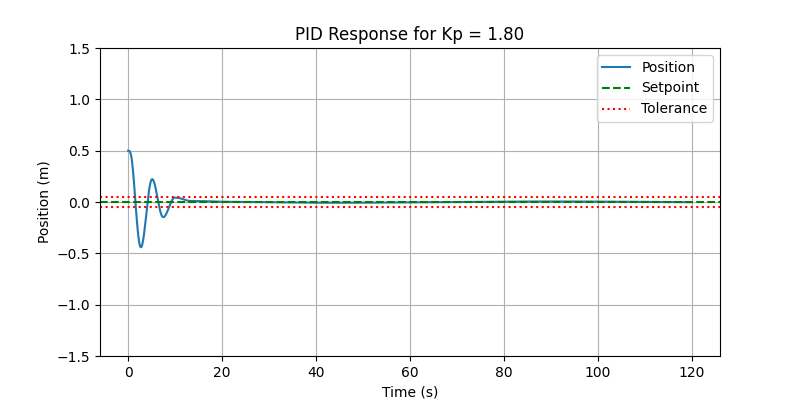 PID Response for Kp = 1.80
Position (m)
1.5
1.0
0.5
0.0
−0.5
−1.0
−1.5
Position
Setpoint
Tolerance
0 20 40 60 80 100 120
Time (s)